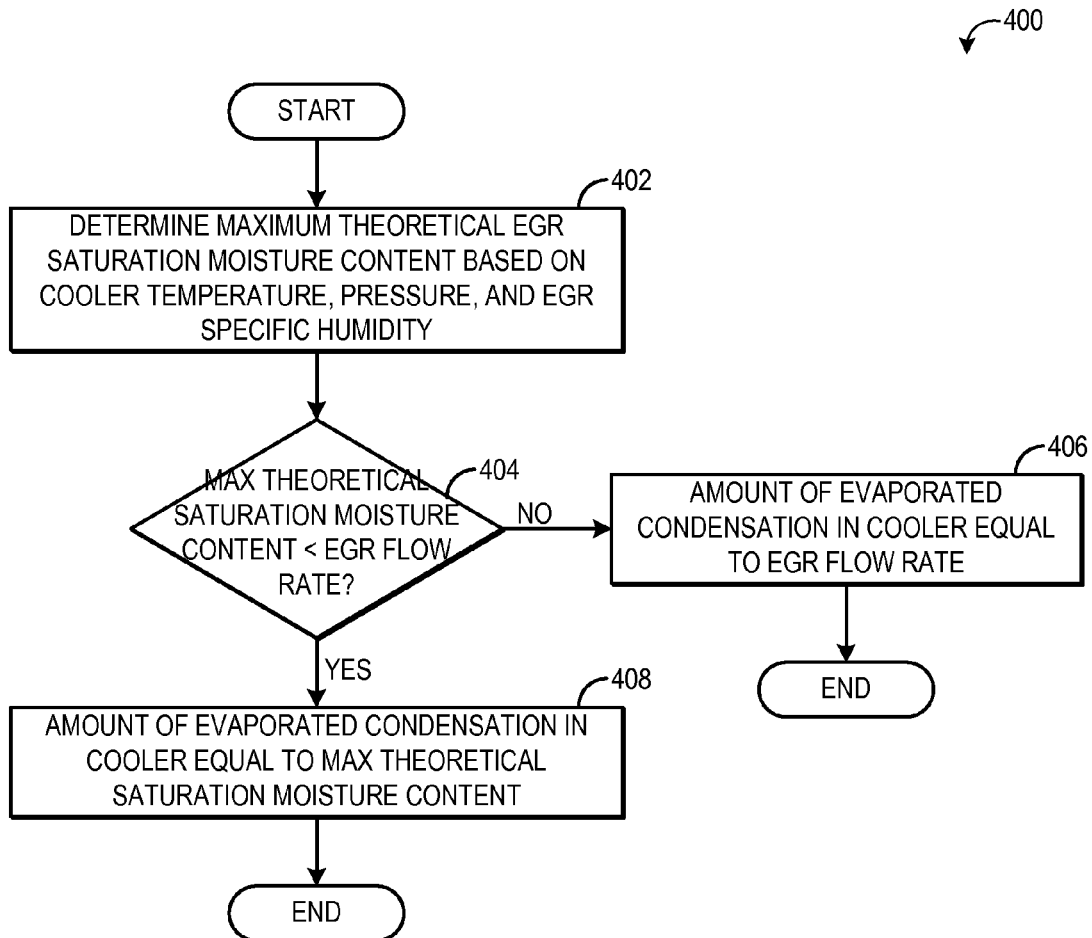 400
START
402
DETERMINE MAXIMUM THEORETICAL EGR
SATURATION MOISTURE CONTENT BASED ON
COOLER TEMPERATURE, PRESSURE, AND EGR
SPECIFIC HUMIDITY
404
MAX THEORETICAL
SATURATION MOISTURE
CONTENT < EGR FLOW
RATE?
NO
406
AMOUNT OF EVAPORATED
CONDENSATION IN COOLER EQUAL
TO EGR FLOW RATE
END
YES
408
AMOUNT OF EVAPORATED CONDENSATION IN
COOLER EQUAL TO MAX THEORETICAL
SATURATION MOISTURE CONTENT
END